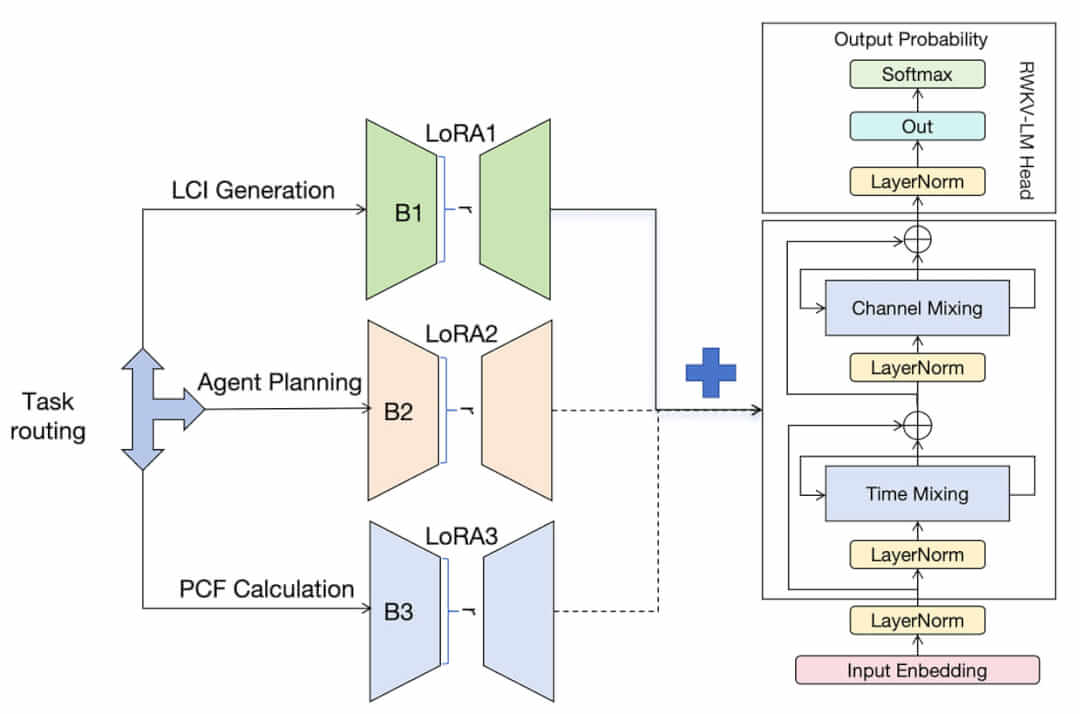 Task
routing
LCI Generation
Agent Planning
PCF Calculation
LoRA1
B1
r
LoRA2
B2
r
LoRA3
B3
r
Output Probability
Softmax
Out
LayerNorm
RWKV-LM Head
Channel Mixing
LayerNorm
Time Mixing
LayerNorm
LayerNorm
Input Enbedding